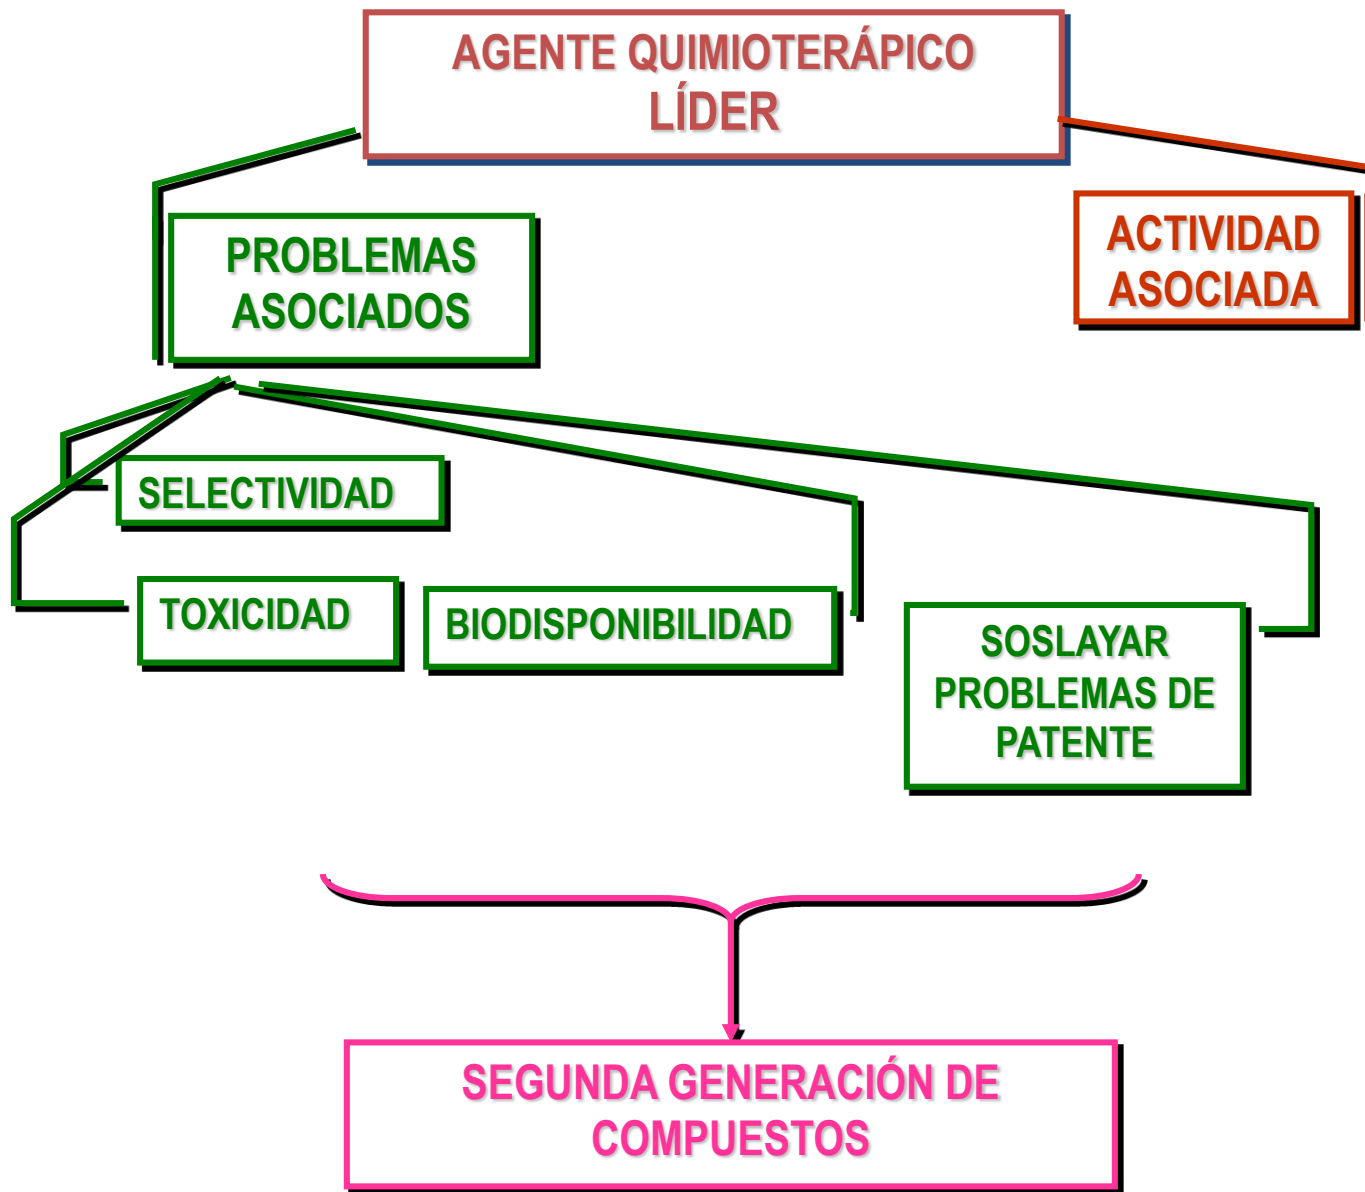 AGENTE QUIMIOTERÁPICO
LÍDER
PROBLEMAS
ASOCIADOS
ACTIVIDAD
ASOCIADA
SELECTIVIDAD
TOXICIDAD
BIODISPONIBILIDAD
SOSLAYAR
PROBLEMAS DE
PATENTE
SEGUNDA GENERACIÓN DE
COMPUESTOS